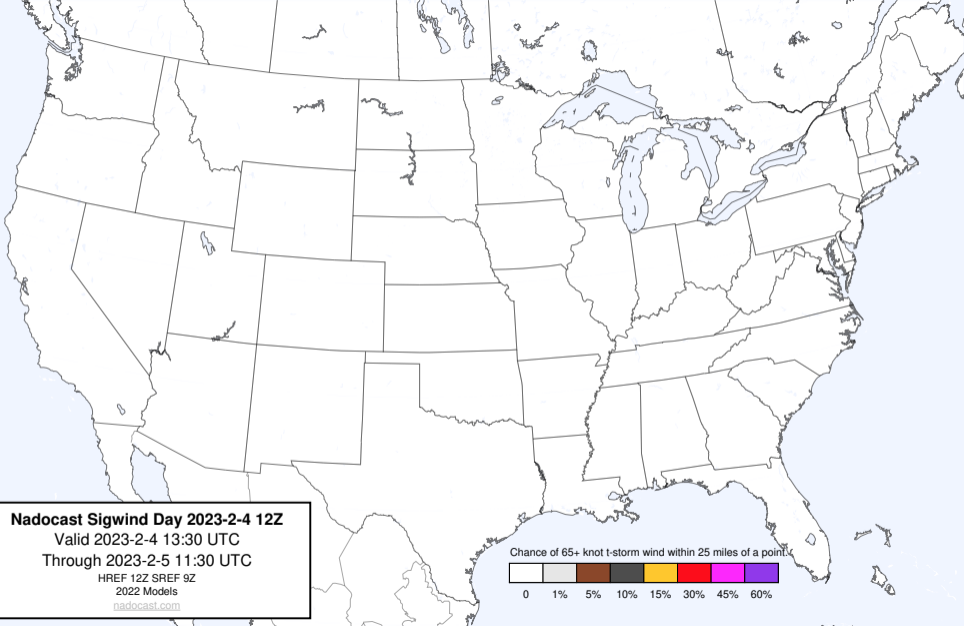 Nadocast Sigwind Day 2023-2-4 12Z
Valid 2023-2-4 13:30 UTC
Through 2023-2-5 11:30 UTC
HREF 12Z SREF 9Z
2022 Models
nadocast.com
Chance of 65+ knot t-storm wind within 25 miles of a point.
0 1% 5% 10% 15% 30% 45% 60%